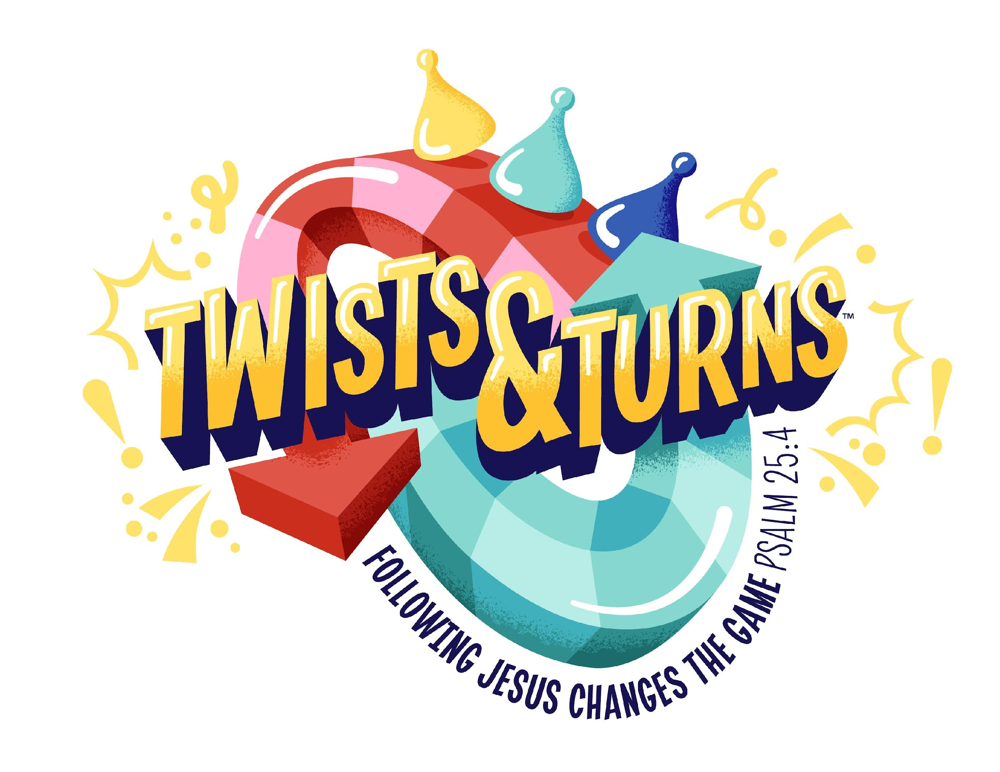 TWISTS & TURNS™
FOLLOWING JESUS CHANGES THE GAME PSALM 25:4